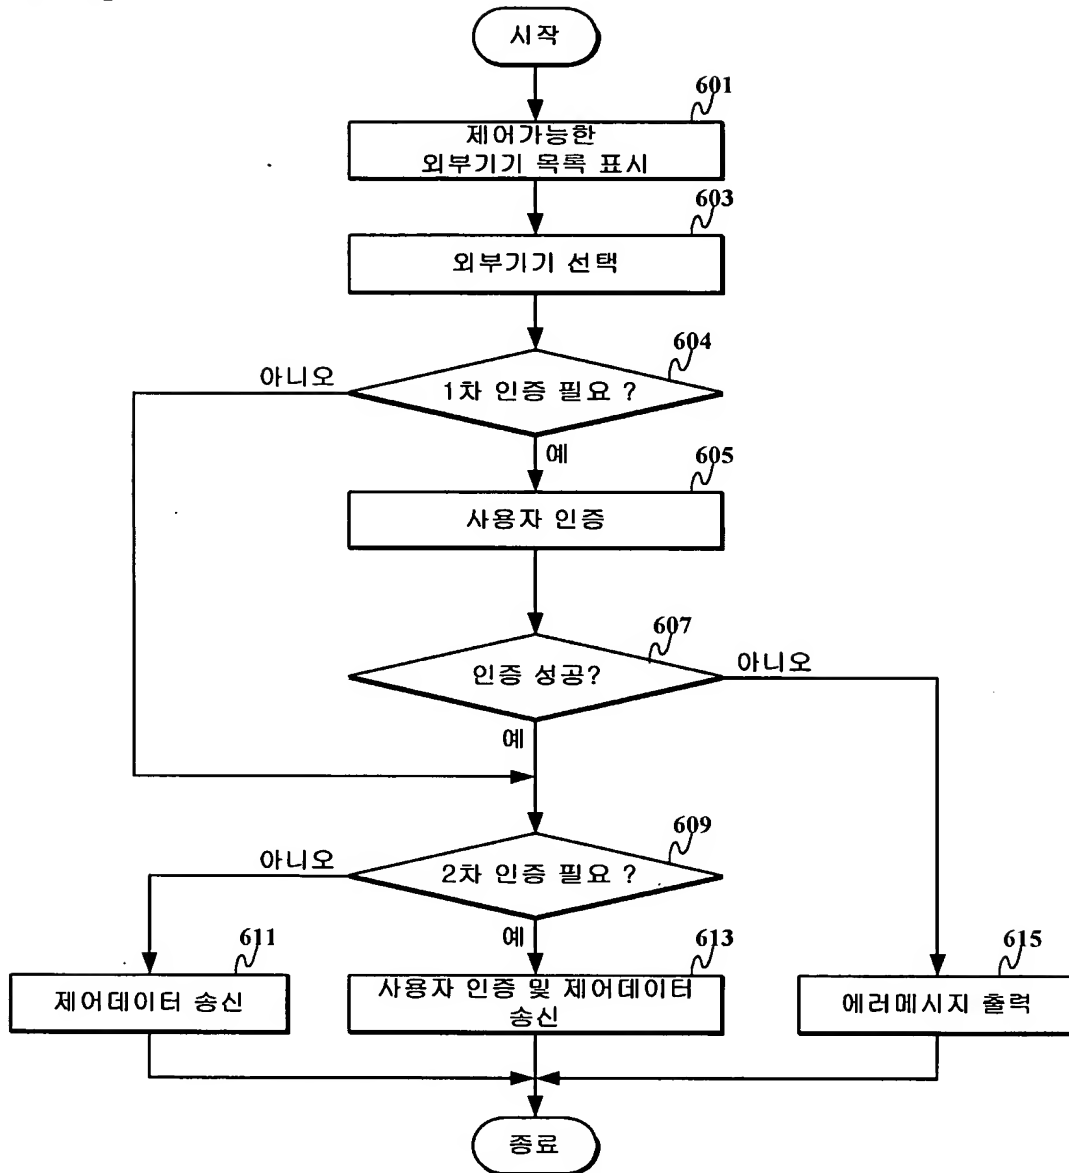 시작
601
제어가능한
외부기기 목록 표시
603
외부기기 선택
604
아니오
1차 인증 필요 ?
예
605
사용자 인증
607
인증 성공?
아니오
예
609
아니오
2차 인증 필요 ?
예
611
제어데이터 송신
613
사용자 인증 및 제어데이터
송신
615
에러메시지 출력
종료